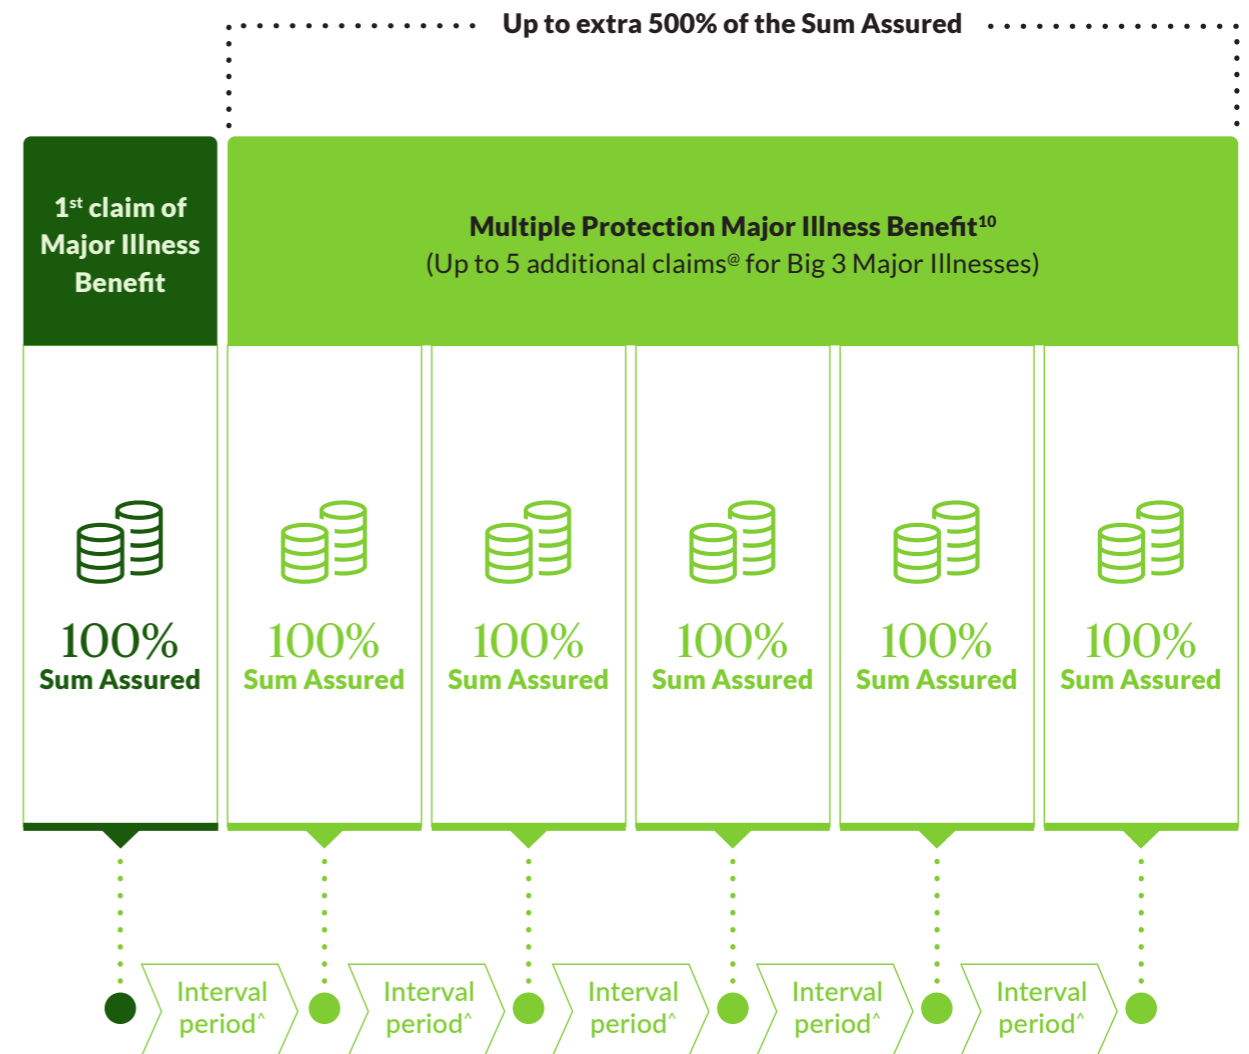 Up to extra 500% of the Sum Assured
1st claim of
Major Illness
Benefit
Multiple Protection Major Illness Benefit10
(Up to 5 additional claims@ for Big 3 Major Illnesses)
100%
Sum Assured
100%
Sum Assured
100%
Sum Assured
100%
Sum Assured
100%
Sum Assured
100%
Sum Assured
Interval
period^
Interval
period^
Interval
period^
Interval
period^
Interval
period^